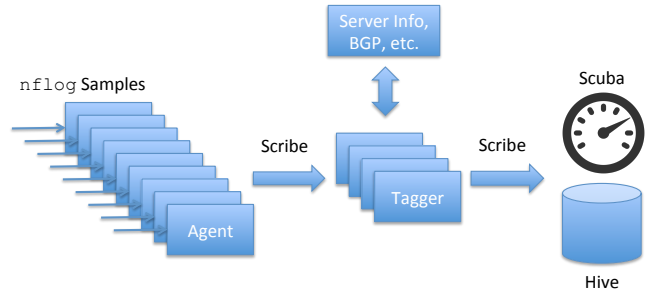 Server Info,
BGP, etc.
nflog Samples
Scuba
Scribe
Scribe
Tagger
Agent
Hive